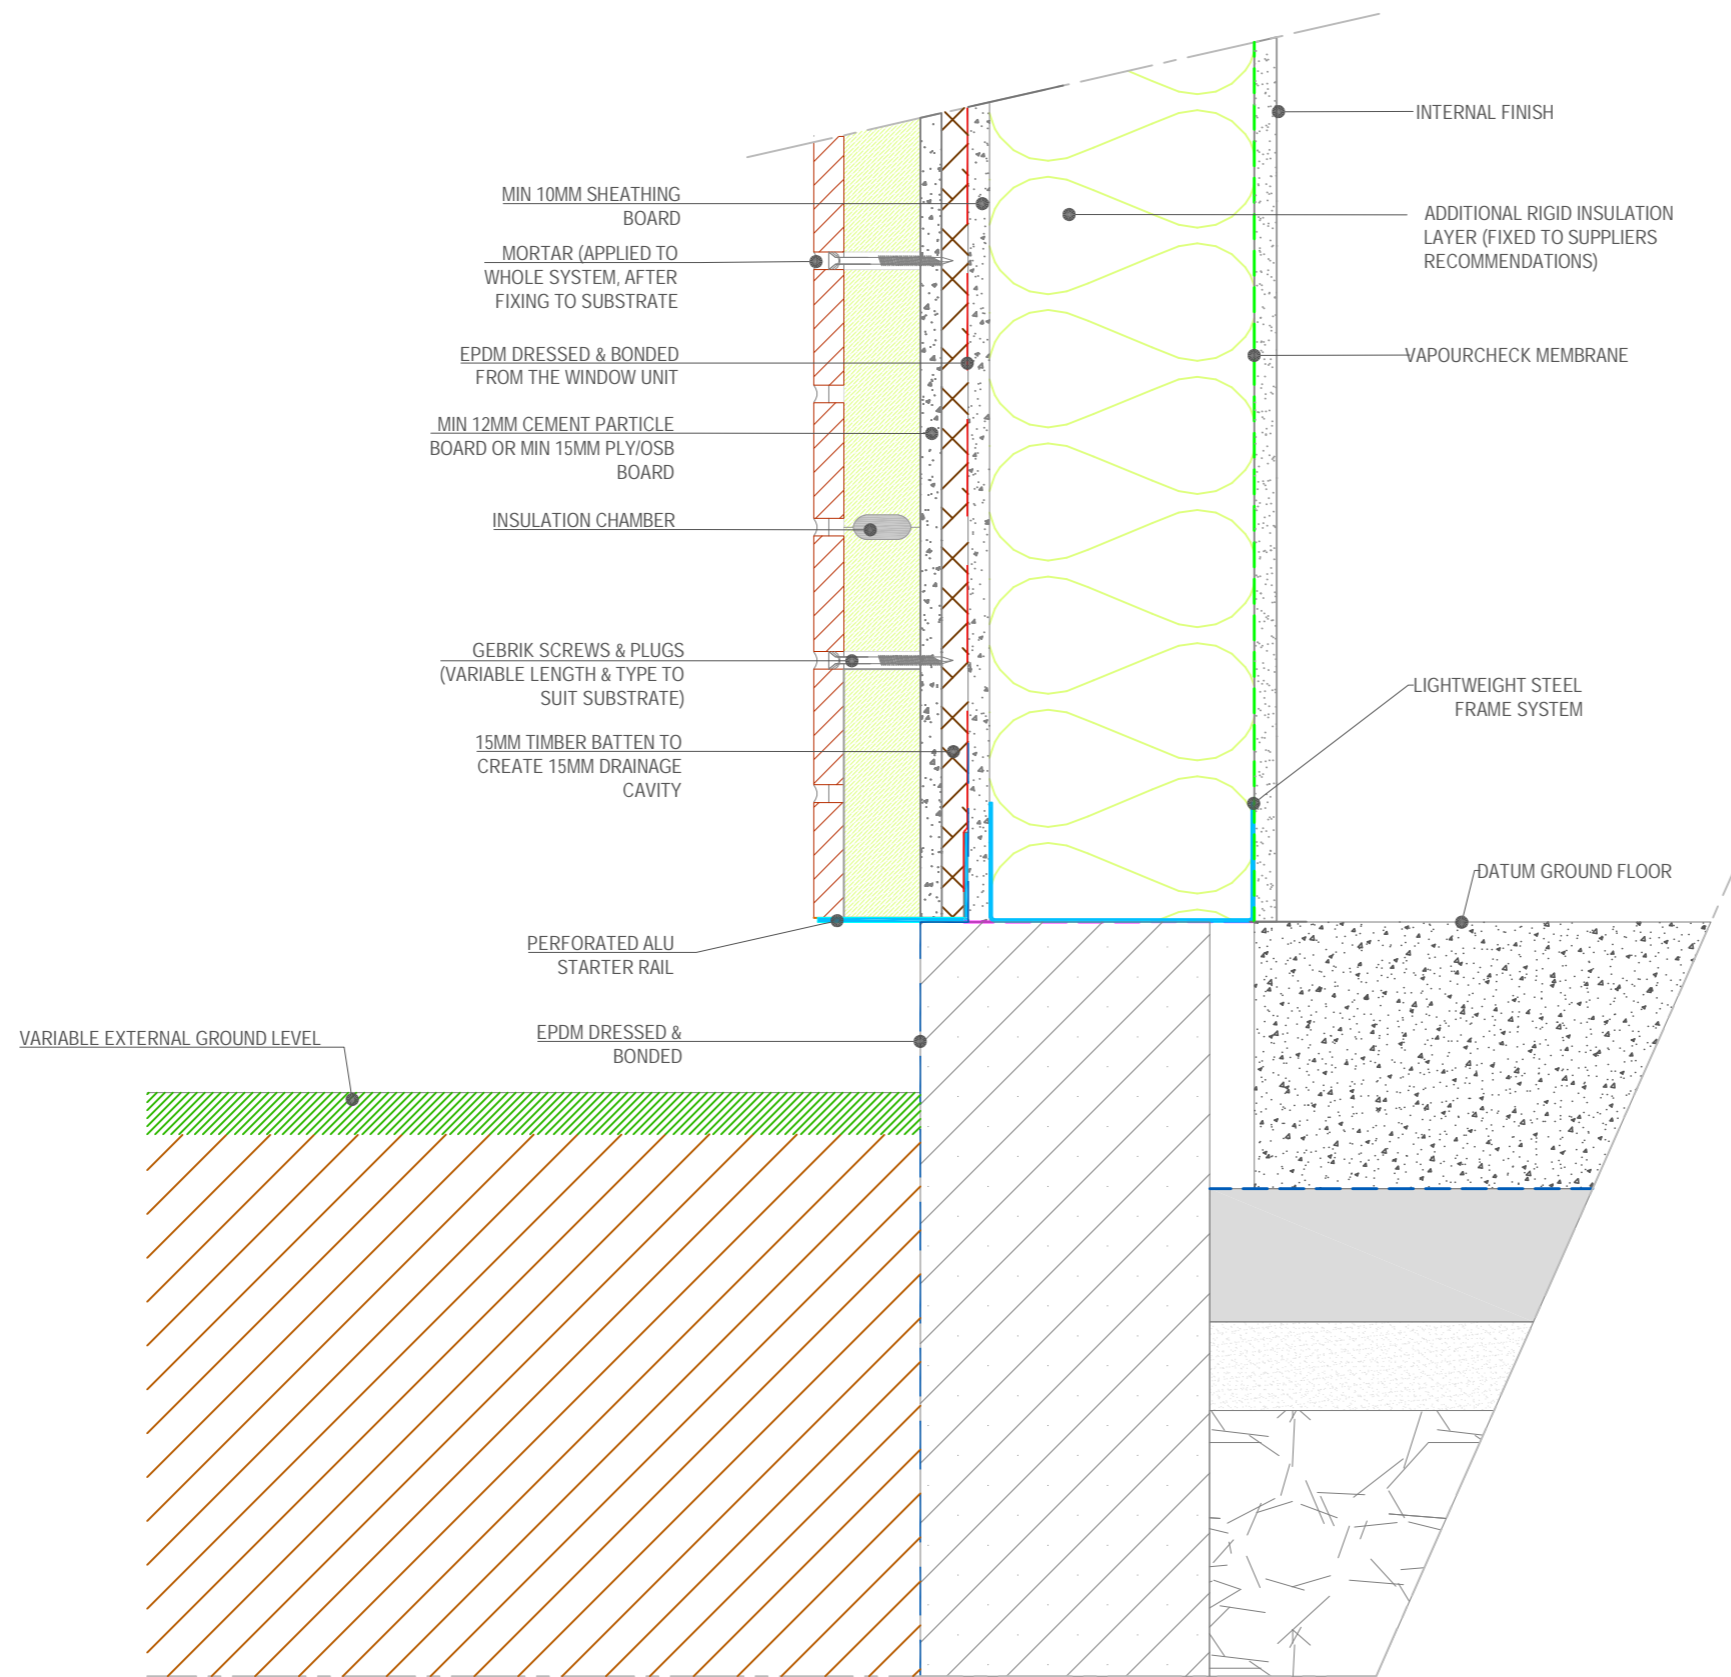 MIN 10MM SHEATHING
BOARD
MORTAR (APPLIED TO
WHOLE SYSTEM, AFTER
FIXING TO SUBSTRATE
EPDM DRESSED & BONDED
FROM THE WINDOW UNIT
MIN 12MM CEMENT PARTICLE
BOARD OR MIN 15MM PLY/OSB
BOARD
INSULATION CHAMBER
GEBRIK SCREWS & PLUGS
(VARIABLE LENGTH & TYPE TO
SUIT SUBSTRATE)
15MM TIMBER BATTEN TO
CREATE 15MM DRAINAGE
CAVITY
PERFORATED ALU
STARTER RAIL
EPDM DRESSED &
BONDED
VARIABLE EXTERNAL GROUND LEVEL
INTERNAL FINISH
ADDITIONAL RIGID INSULATION
LAYER (FIXED TO SUPPLIERS
RECOMMENDATIONS)
VAPOURCHECK MEMBRANE
LIGHTWEIGHT STEEL
FRAME SYSTEM
DATUM GROUND FLOOR